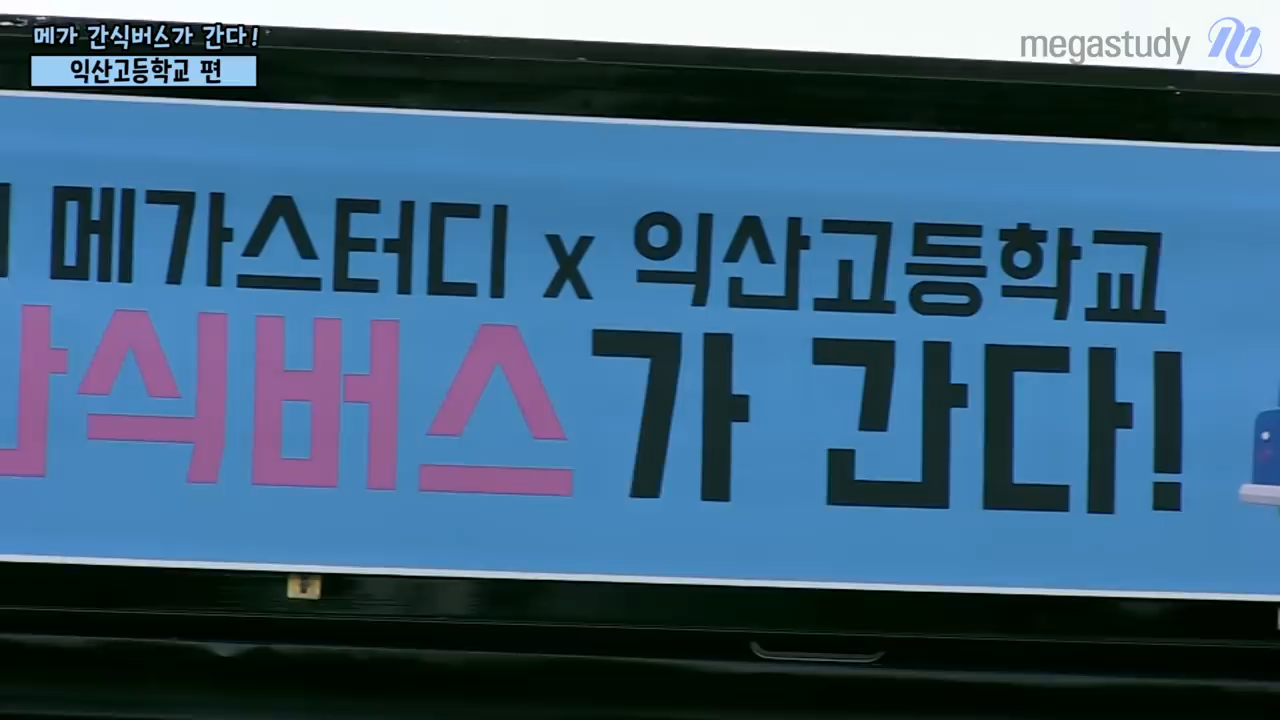 메가 간식버스가 간다!
익산고등학교 편
megastudy
메가스터디 x 익산고등학교
간식버스가 간다!